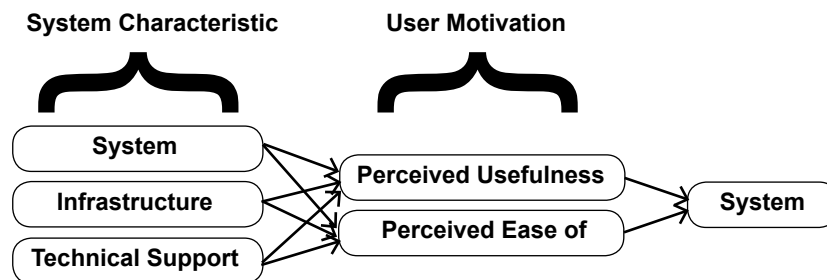 System Characteristic
User Motivation
System
Infrastructure
Technical Support
Perceived Usefulness
Perceived Ease of
System